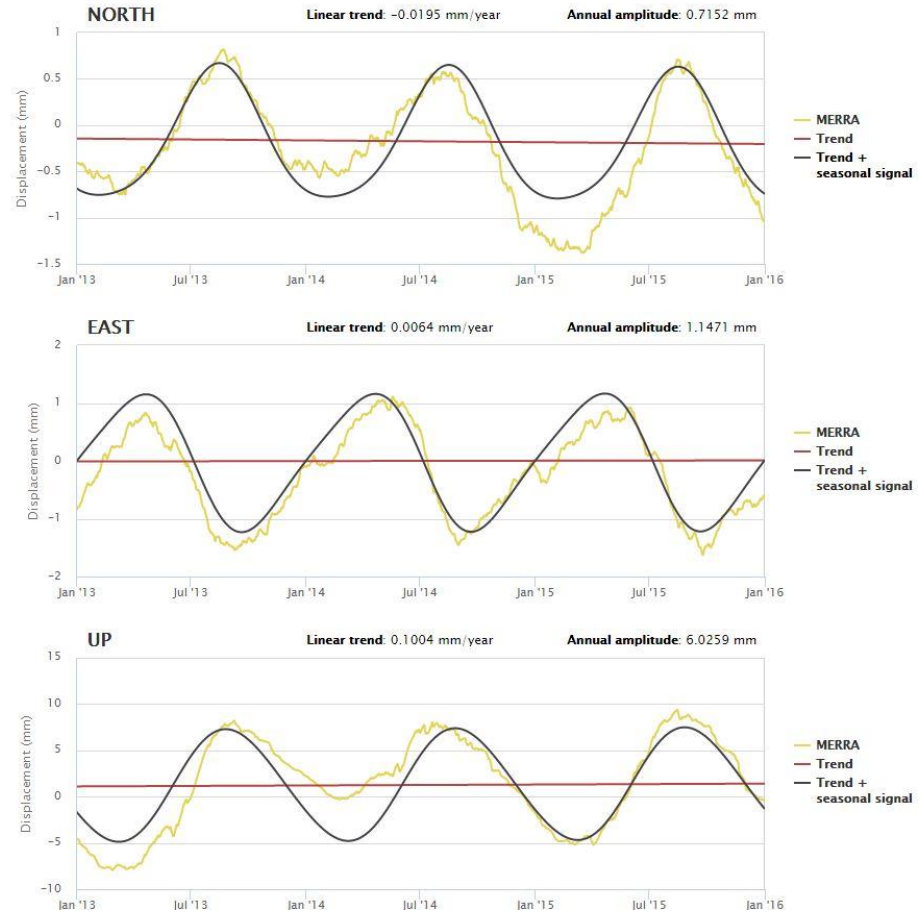 NORTH Linear trend: −0.0195 mm/year Annual amplitude: 0.7152 mm
1
0.5
0
−0.5
−1
−1.5
Displacement (mm)
Jan '13 Jul '13 Jan '14 Jul '14 Jan '15 Jul '15 Jan '16
MERRA
Trend
Trend +
seasonal signal
EAST Linear trend: 0.0064 mm/year Annual amplitude: 1.1471 mm
2
1
0
−1
−2
Displacement (mm)
Jan '13 Jul '13 Jan '14 Jul '14 Jan '15 Jul '15 Jan '16
MERRA
Trend
Trend +
seasonal signal
UP Linear trend: 0.1004 mm/year Annual amplitude: 6.0259 mm
15
10
5
0
−5
−10
Displacement (mm)
Jan '13 Jul '13 Jan '14 Jul '14 Jan '15 Jul '15 Jan '16
MERRA
Trend
Trend +
seasonal signal